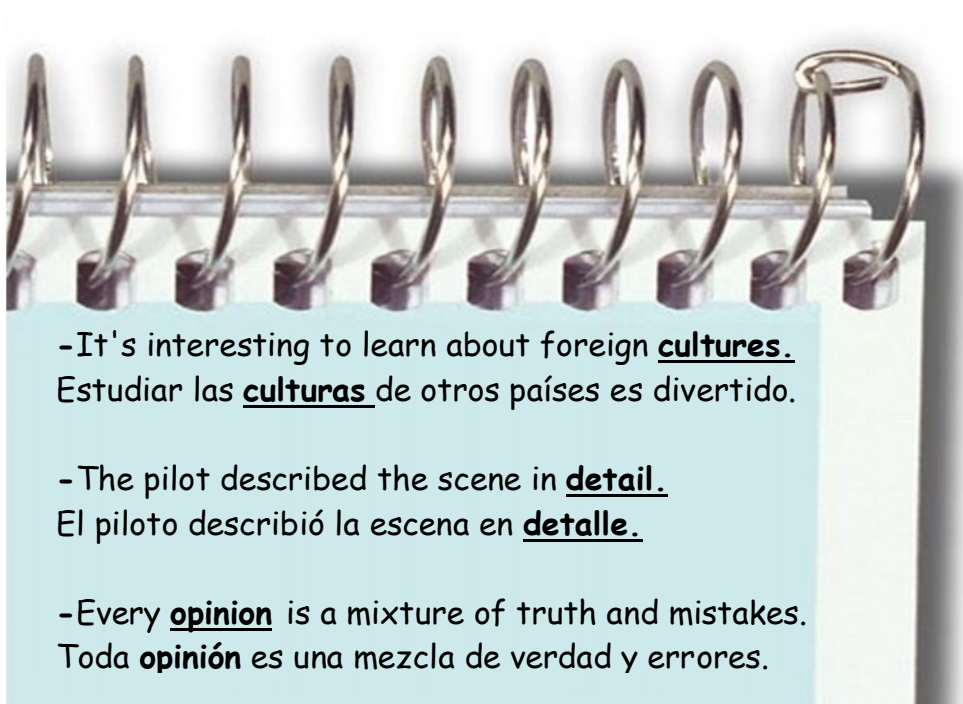 -It's interesting to learn about foreign cultures.
Estudiar las culturas de otros países es divertido.
-The pilot described the scene in detail.
El piloto describió la escena en detalle.
-Every opinion is a mixture of truth and mistakes.
Toda opinión es una mezcla de verdad y errores.